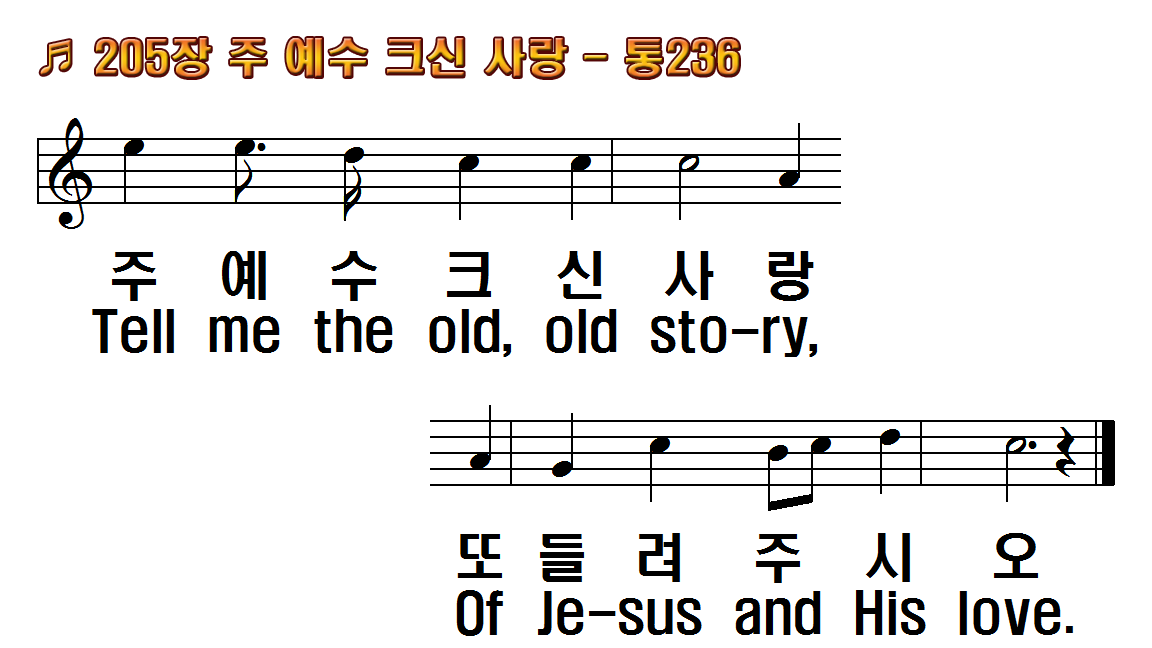 205장 주 예수 크신 사랑 - 통236
주 예 수 크 신 사 랑
Tell me the old, old sto-ry,
또 들 려 주 시 오
Of Je-sus and His love.